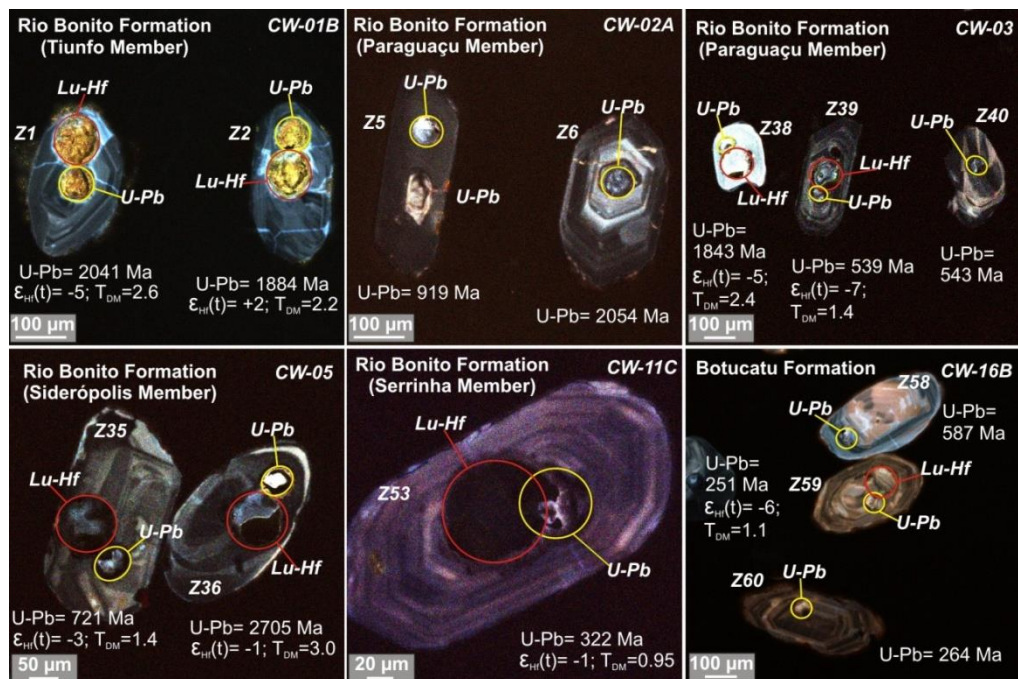 Rio Bonito Formation
(Tiunfo Member)
CW-01B
Lu-Hf
Z1
U-Pb
U-Pb
Z2
Lu-Hf
U-Pb= 2041 Ma
εHf(t)= -5; TDM=2.6
U-Pb= 1884 Ma
εHf(t)= +2; TDM=2.2
100 µm
Rio Bonito Formation
(Paraguaçu Member)
CW-02A
U-Pb
Z5
U-Pb
U-Pb
Z6
U-Pb= 919 Ma
U-Pb= 2054 Ma
100 µm
Rio Bonito Formation
(Paraguaçu Member)
CW-03
U-Pb
Z38
Lu-Hf
Z39
Lu-Hf
U-Pb
U-Pb
Z40
U-Pb=
1843 Ma
εHf(t)= -5;
TDM=2.4
U-Pb= 539 Ma
εHf(t)= -7;
TDM=1.4
U-Pb=
543 Ma
100 µm
Rio Bonito Formation
(Siderópolis Member)
CW-05
Z35
Lu-Hf
U-Pb
U-Pb
Lu-Hf
Z36
U-Pb= 721 Ma
εHf(t)= -3; TDM=1.4
U-Pb= 2705 Ma
εHf(t)= -1; TDM=3.0
50 µm
Rio Bonito Formation
(Serrinha Member)
CW-11C
Lu-Hf
Z53
U-Pb
U-Pb= 322 Ma
εHf(t)= -1; TDM=0.95
20 µm
Botucatu Formation
CW-16B
Z58
U-Pb
U-Pb=
587 Ma
U-Pb=
251 Ma
εHf(t)= -6;
TDM=1.1
Z59
Lu-Hf
U-Pb
Z60
U-Pb
U-Pb= 264 Ma
100 µm